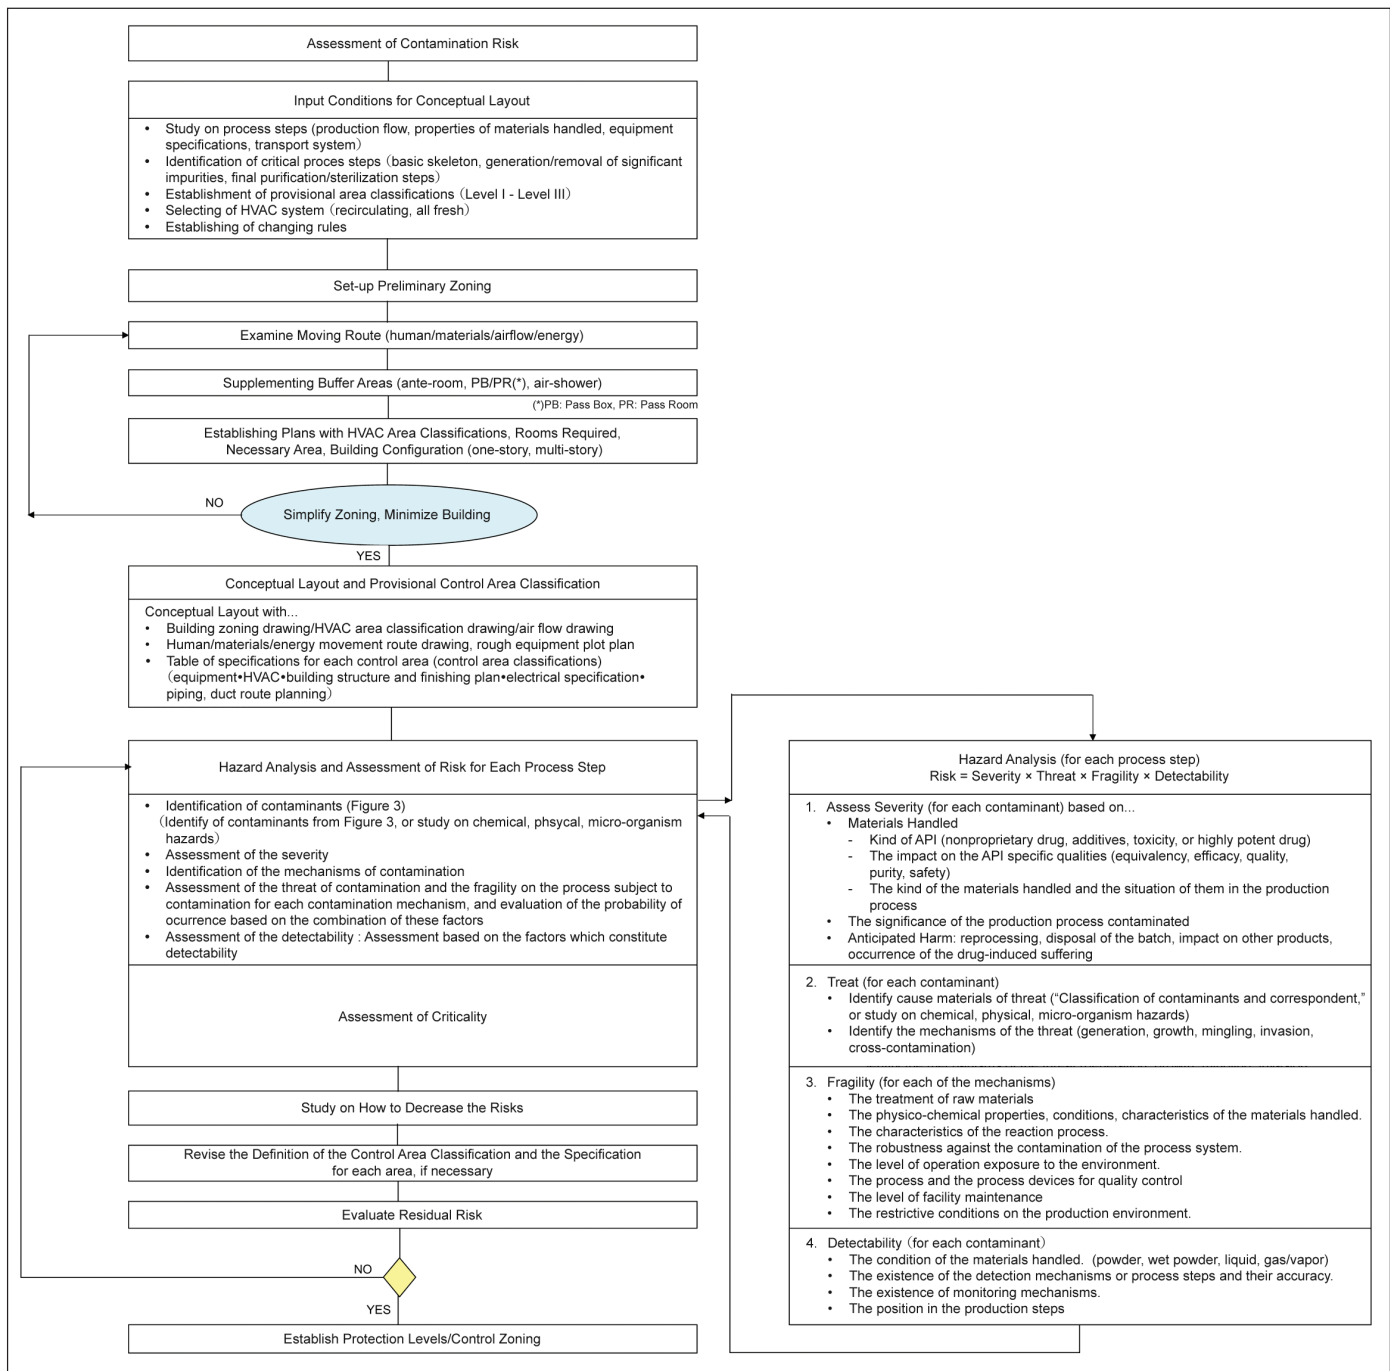 Assessment of Contamination Risk
Input Conditions for Conceptual Layout
• Study on process steps (production flow, properties of materials handled, equipment
specifications, transport system)
• Identification of critical proces steps (basic skeleton, generation/removal of significant
impurities, final purification/sterilization steps)
• Establishment of provisional area classifications (Level I - Level III)
• Selecting of HVAC system (recirculating, all fresh)
• Establishing of changing rules
Set-up Preliminary Zoning
Examine Moving Route (human/materials/airflow/energy)
Supplementing Buffer Areas (ante-room, PB/PR(*), air-shower)
(*)PB: Pass Box, PR: Pass Room
Establishing Plans with HVAC Area Classifications, Rooms Required,
Necessary Area, Building Configuration (one-story, multi-story)
NO
Simplify Zoning, Minimize Building
YES
Conceptual Layout and Provisional Control Area Classification
Conceptual Layout with...
• Building zoning drawing/HVAC area classification drawing/air flow drawing
• Human/materials/energy movement route drawing, rough equipment plot plan
• Table of specifications for each control area (control area classifications)
(equipment•HVAC•building structure and finishing plan•electrical specification•
piping, duct route planning)
Hazard Analysis and Assessment of Risk for Each Process Step
• Identification of contaminants (Figure 3)
(Identify of contaminants from Figure 3, or study on chemical, phsycal, micro-organism
hazards)
• Assessment of the severity
• Identification of the mechanisms of contamination
• Assessment of the threat of contamination and the fragility on the process subject to
contamination for each contamination mechanism, and evaluation of the probability of
ocurrence based on the combination of these factors
• Assessment of the detectability : Assessment based on the factors which constitute
detectability
Assessment of Criticality
Study on How to Decrease the Risks
Revise the Definition of the Control Area Classification and the Specification
for each area, if necessary
Evaluate Residual Risk
NO
YES
Establish Protection Levels/Control Zoning
Hazard Analysis (for each process step)
Risk = Severity × Threat × Fragility × Detectability
1. Assess Severity (for each contaminant) based on...
• Materials Handled
- Kind of API (nonproprietary drug, additives, toxicity, or highly potent drug)
- The impact on the API specific qualities (equivalency, efficacy, quality,
purity, safety)
- The kind of the materials handled and the situation of them in the production
process
• The significance of the production process contaminated
• Anticipated Harm: reprocessing, disposal of the batch, impact on other products,
occurrence of the drug-induced suffering
2. Treat (for each contaminant)
• Identify cause materials of threat (“Classification of contaminants and correspondent,”
or study on chemical, physical, micro-organism hazards)
• Identify the mechanisms of the threat (generation, growth, mingling, invasion,
cross-contamination)
3. Fragility (for each of the mechanisms)
• The treatment of raw materials
• The physico-chemical properties, conditions, characteristics of the materials handled.
• The characteristics of the reaction process.
• The robustness against the contamination of the process system.
• The level of operation exposure to the environment.
• The process and the process devices for quality control
• The level of facility maintenance
• The restrictive conditions on the production environment.
4. Detectability (for each contaminant)
• The condition of the materials handled. (powder, wet powder, liquid, gas/vapor)
• The existence of the detection mechanisms or process steps and their accuracy.
• The existence of monitoring mechanisms.
• The position in the production steps